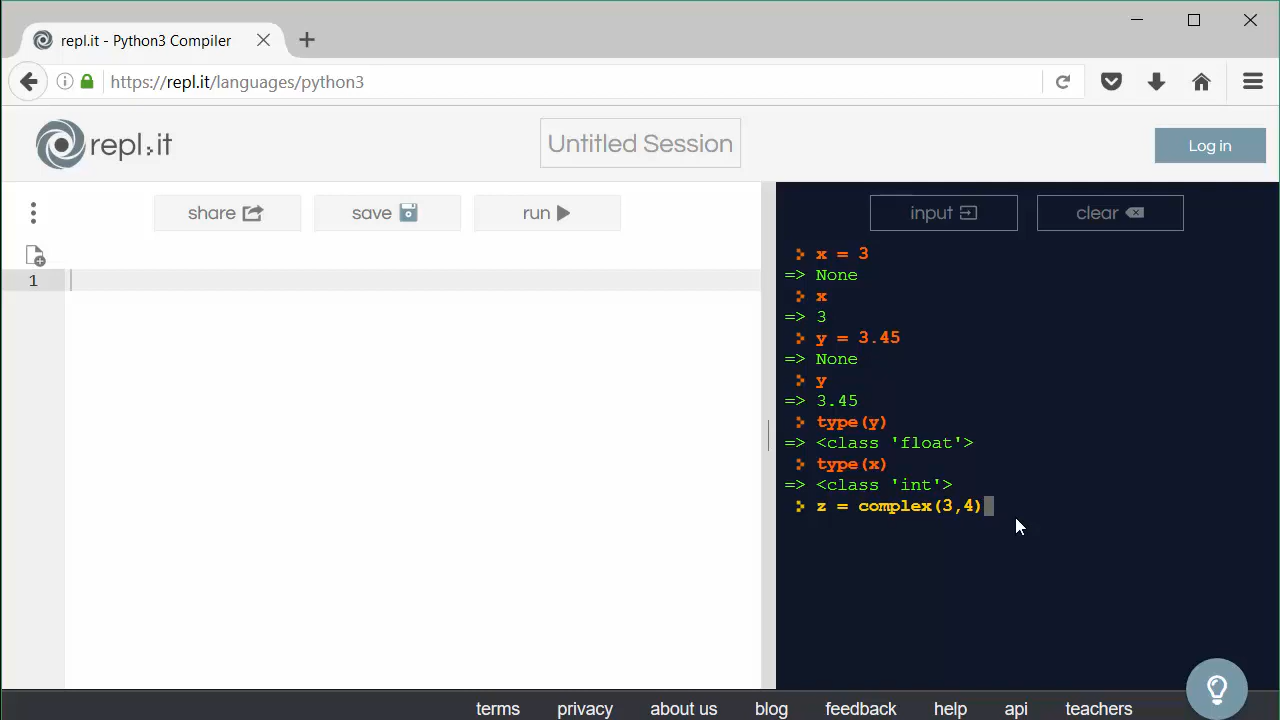 repl.it - Python3 Compiler
https://repl.it/languages/python3
repl.it
Untitled Session
Log in
share
save
run
input
clear
1
x = 3
=> None
x
=> 3
y = 3.45
=> None
y
=> 3.45
type(y)
=> <class 'float'>
type(x)
=> <class 'int'>
z = complex(3,4)
terms privacy about us blog feedback help api teachers